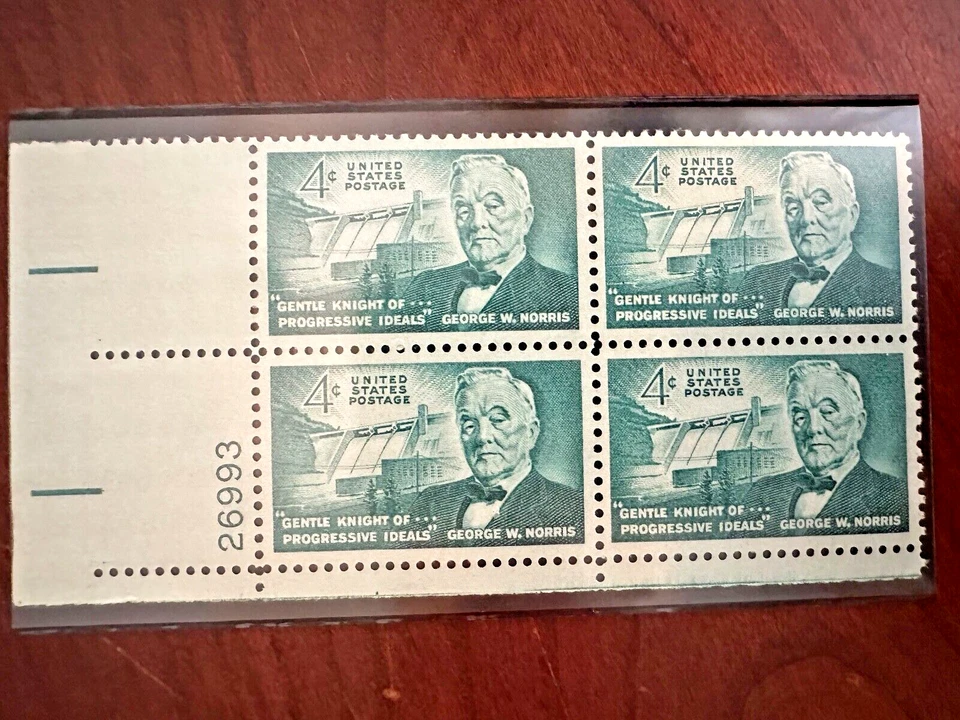 4¢ UNITED
STATES
POSTAGE
"GENTLE KNIGHT OF ...
PROGRESSIVE IDEALS" GEORGE W. NORRIS
4¢ UNITED
STATES
POSTAGE
"GENTLE KNIGHT OF ...
PROGRESSIVE IDEALS" GEORGE W. NORRIS
26993
4¢ UNITED
STATES
POSTAGE
"GENTLE KNIGHT OF ...
PROGRESSIVE IDEALS" GEORGE W. NORRIS
4¢ UNITED
STATES
POSTAGE
"GENTLE KNIGHT OF ...
PROGRESSIVE IDEALS" GEORGE W. NORRIS